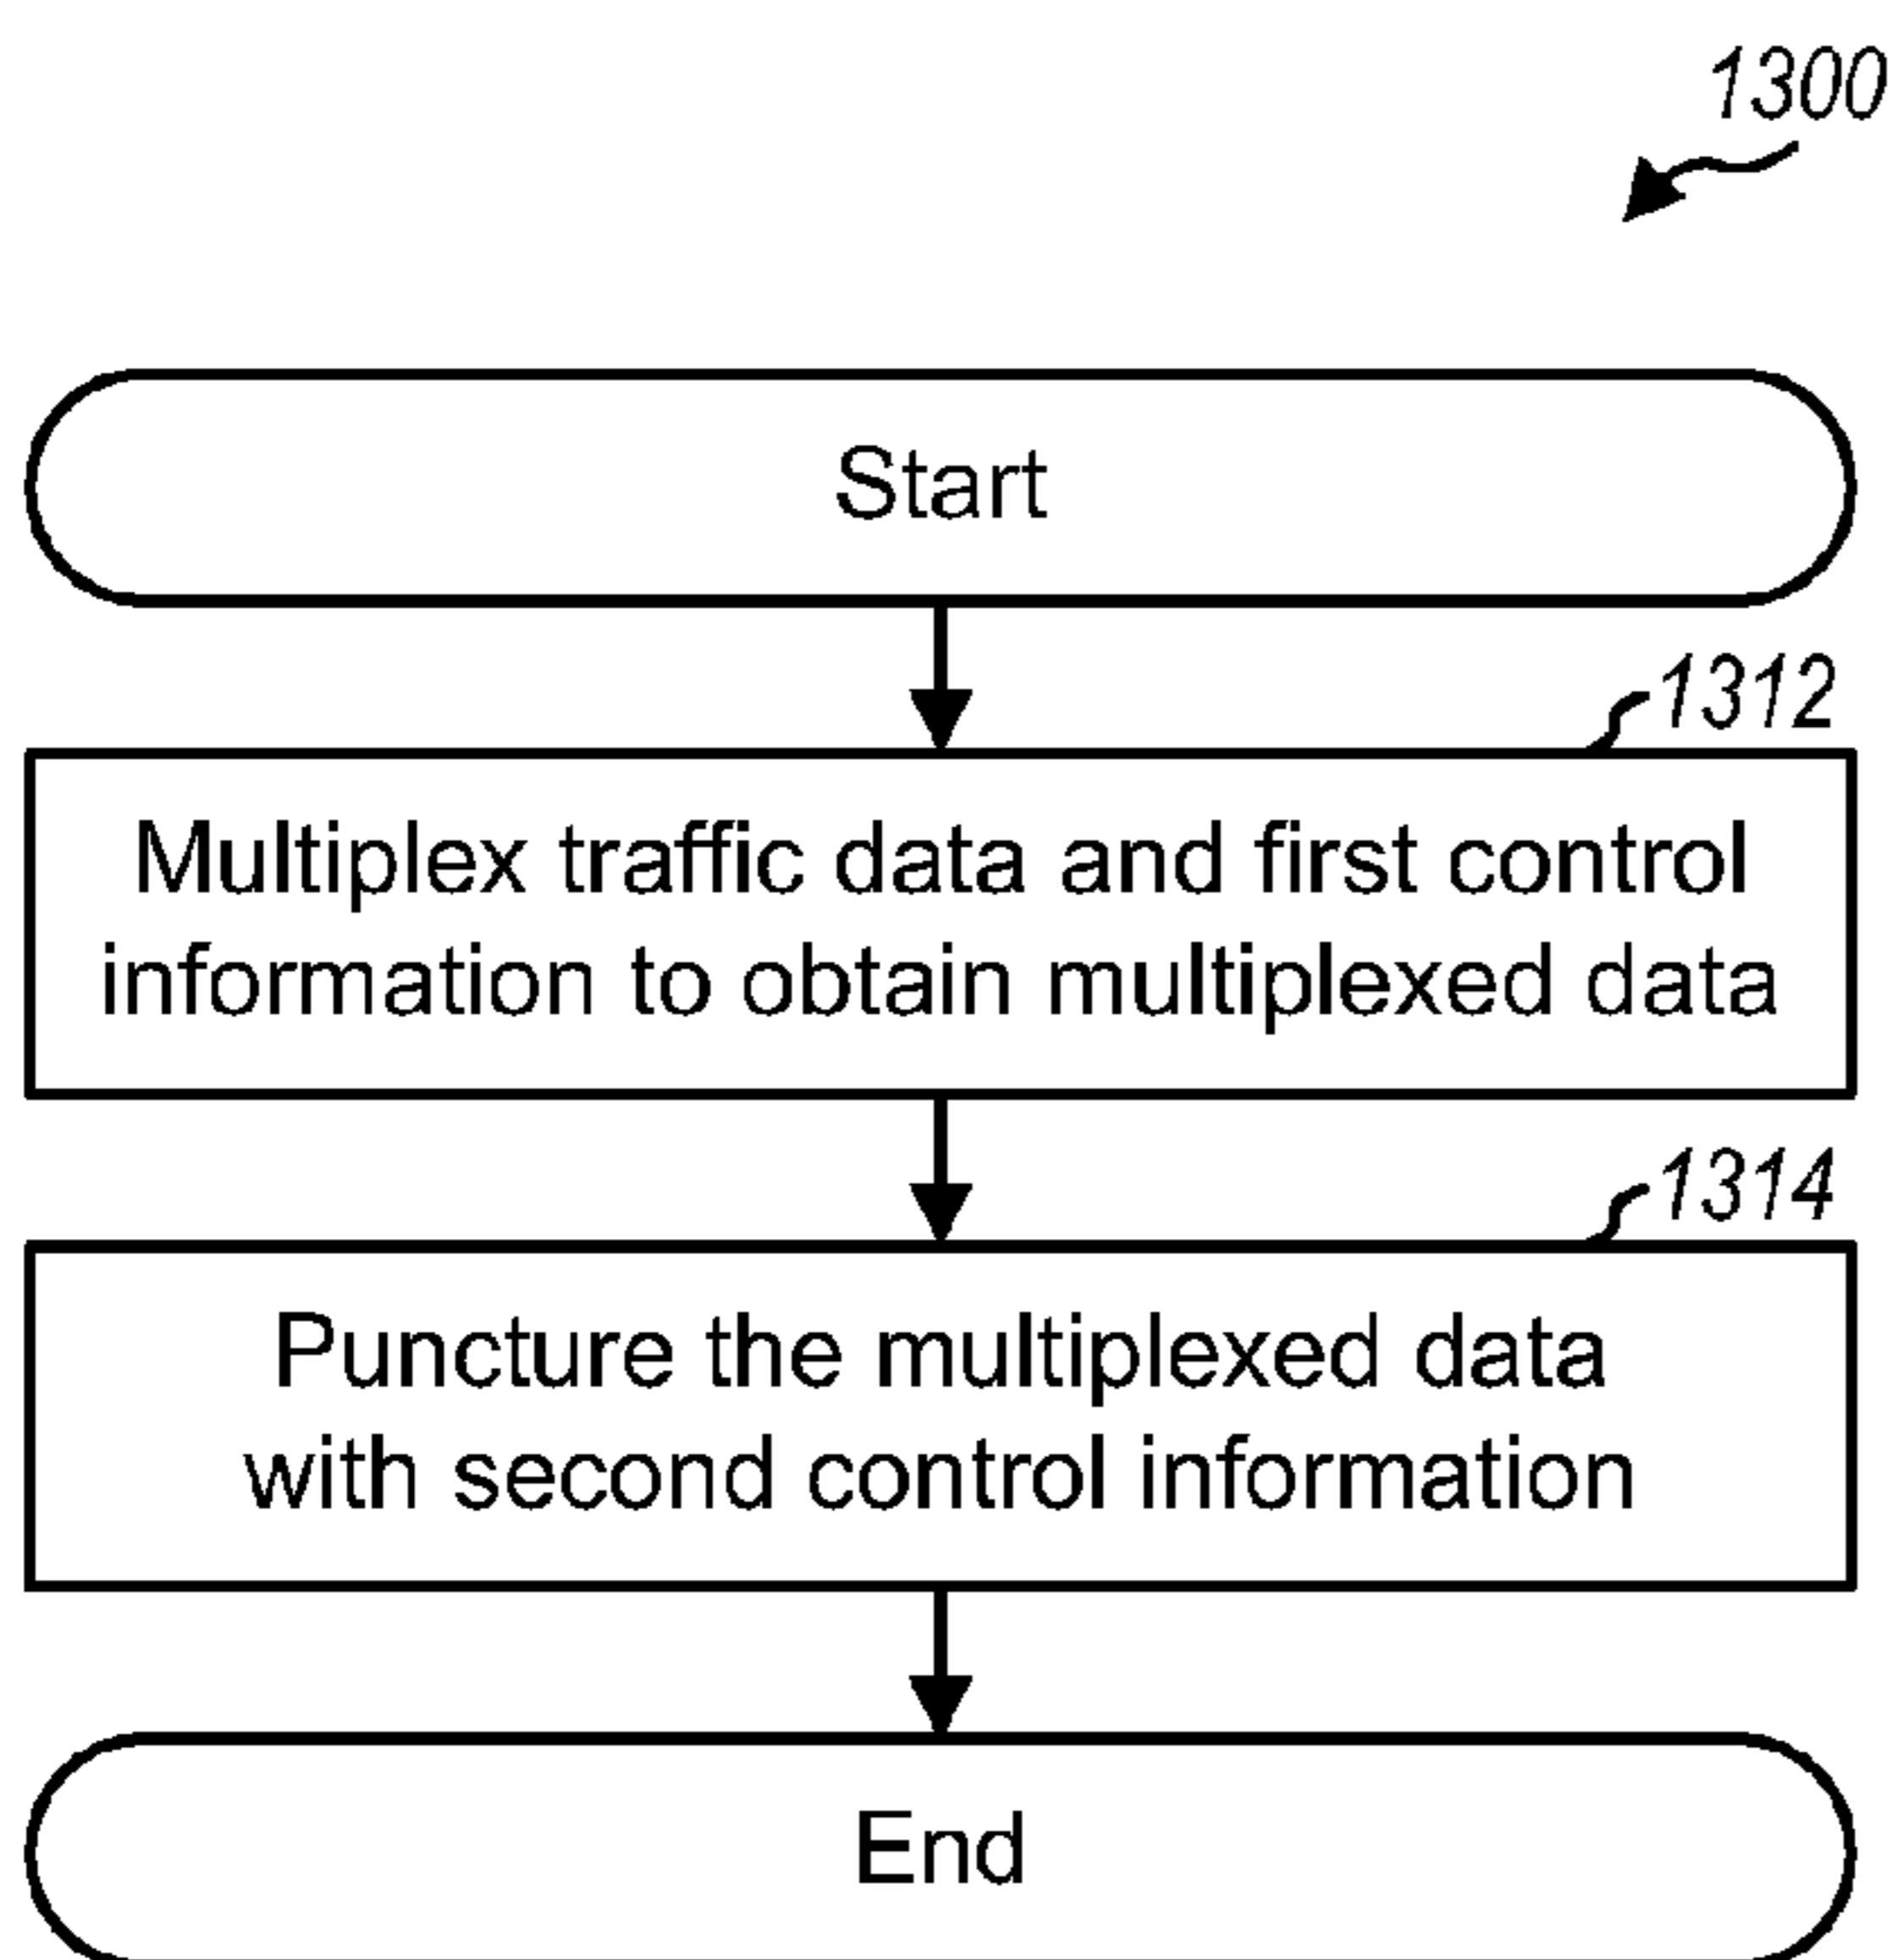 1300
Start
1312
Multiplex traffic data and first control
information to obtain multiplexed data
1314
Puncture the multiplexed data
with second control information
End